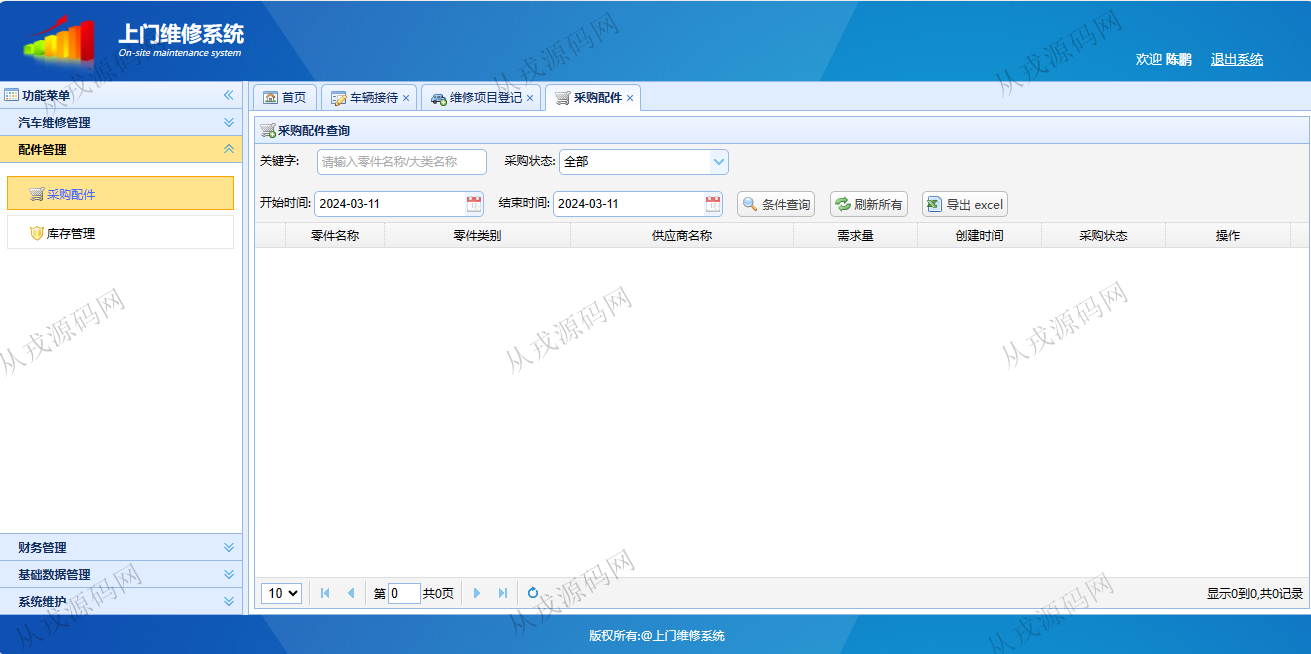 上门维修系统
On-site maintenance system
欢迎 陈鹏 退出系统
功能菜单
汽车维修管理
配件管理
采购配件
库存管理
财务管理
基础数据管理
系统维护
首页 车辆接待 维修项目登记 采购配件
采购配件查询
关键字: 请输入零件名称/大类名称 采购状态: 全部
开始时间: 2024-03-11 结束时间: 2024-03-11 条件查询 刷新所有 导出 excel
零件名称 零件类别 供应商名称 需求量 创建时间 采购状态 操作
10 第 0 共0页 显示0到0,共0记录
版权所有:@上门维修系统
从戎源码网
从戎源码网
从戎源码网
从戎源码网
从戎源码网
从戎源码网
从戎源码网
从戎源码网
从戎源码网